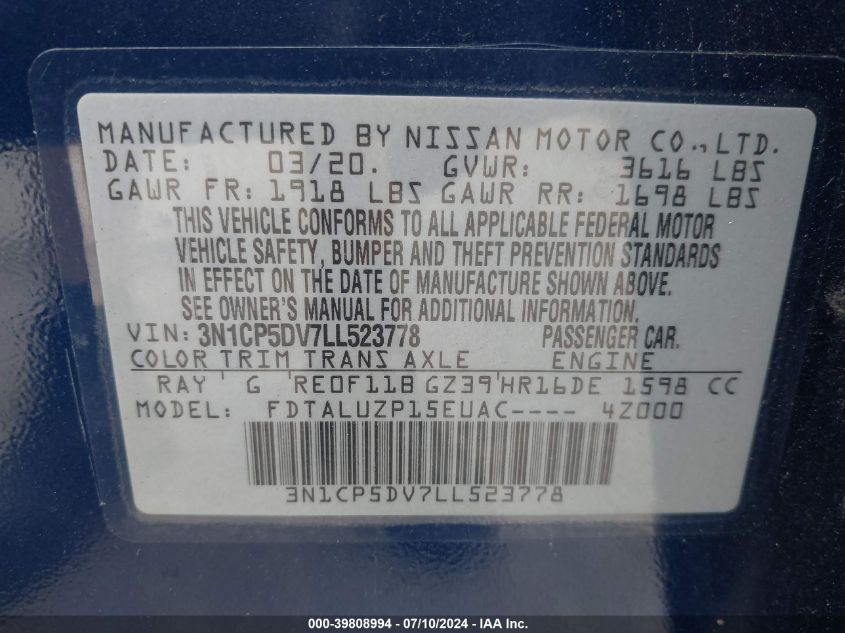 MANUFACTURED BY NISSAN MOTOR CO.,LTD.
DATE: 03/20. GVWR: 3616 LBS
GAWR FR: 1918 LBS GAWR RR: 1698 LBS
THIS VEHICLE CONFORMS TO ALL APPLICABLE FEDERAL MOTOR
VEHICLE SAFETY, BUMPER AND THEFT PREVENTION STANDARDS
IN EFFECT ON THE DATE OF MANUFACTURE SHOWN ABOVE.
SEE OWNER'S MANUAL FOR ADDITIONAL INFORMATION.
VIN: 3N1CP5DV7LL523778 PASSENGER CAR.
COLOR TRIM TRANS AXLE ENGINE
RAY G RE0F11B GZ39 HR16DE 1598 CC
MODEL: FDTALUZP15EUAC---- 4Z000
3N1CP5DV7LL523778
000-39808994 - 07/10/2024 - IAA Inc.